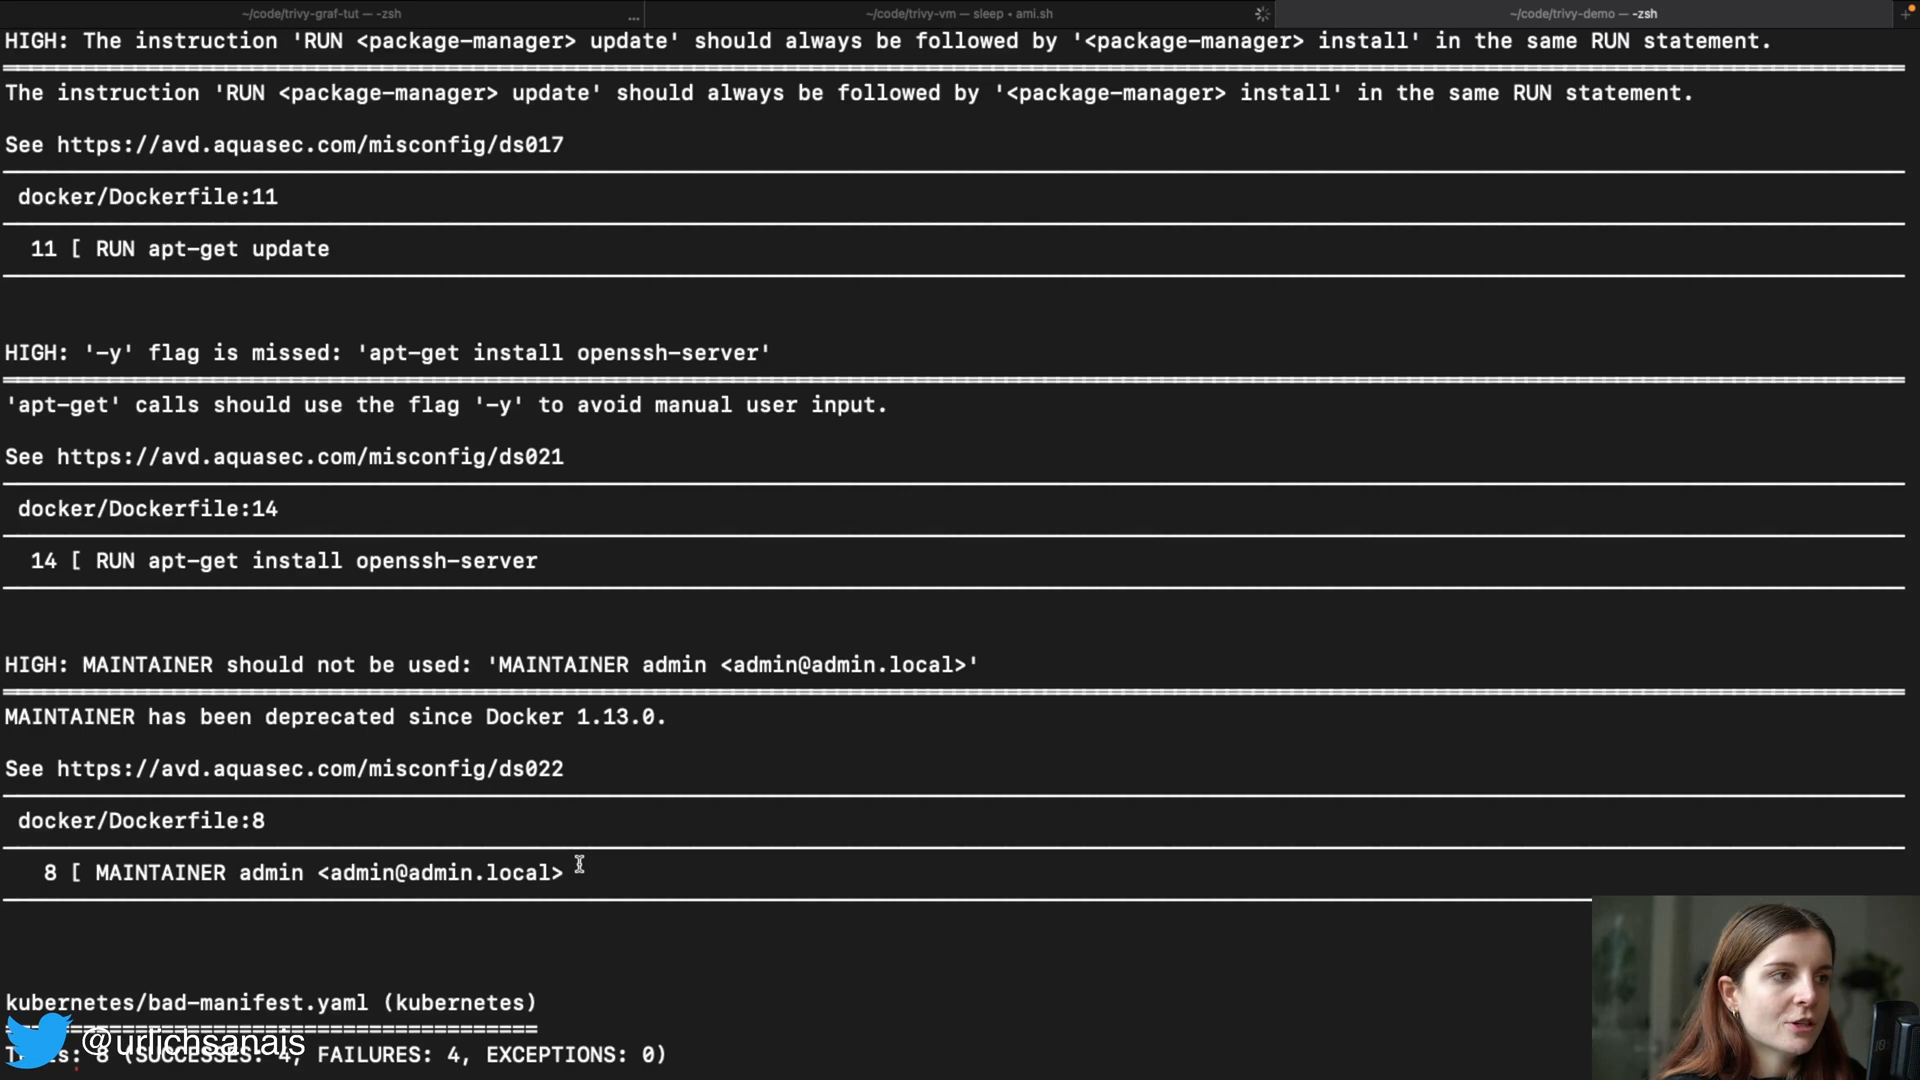 ~/code/trivy-graf-tut — -zsh
~/code/trivy-vm — sleep • ami.sh
~/code/trivy-demo — -zsh
HIGH: The instruction 'RUN <package-manager> update' should always be followed by '<package-manager> install' in the same RUN statement.
The instruction 'RUN <package-manager> update' should always be followed by '<package-manager> install' in the same RUN statement.
See https://avd.aquasec.com/misconfig/ds017
docker/Dockerfile:11
11 [ RUN apt-get update
HIGH: '-y' flag is missed: 'apt-get install openssh-server'
'apt-get' calls should use the flag '-y' to avoid manual user input.
See https://avd.aquasec.com/misconfig/ds021
docker/Dockerfile:14
14 [ RUN apt-get install openssh-server
HIGH: MAINTAINER should not be used: 'MAINTAINER admin <admin@admin.local>'
MAINTAINER has been deprecated since Docker 1.13.0.
See https://avd.aquasec.com/misconfig/ds022
docker/Dockerfile:8
8 [ MAINTAINER admin <admin@admin.local>
kubernetes/bad-manifest.yaml (kubernetes)
@urlichsanais
8 (SUCCESSES: 4, FAILURES: 4, EXCEPTIONS: 0)